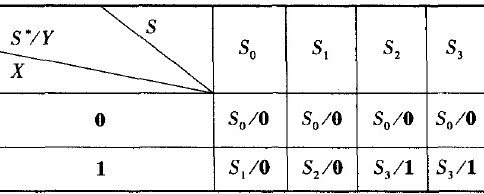 S*/Y S S₀ S₁ S₂ S₃
X
0 S₀/0 S₀/0 S₀/0 S₀/0
1 S₁/0 S₂/0 S₃/1 S₃/1